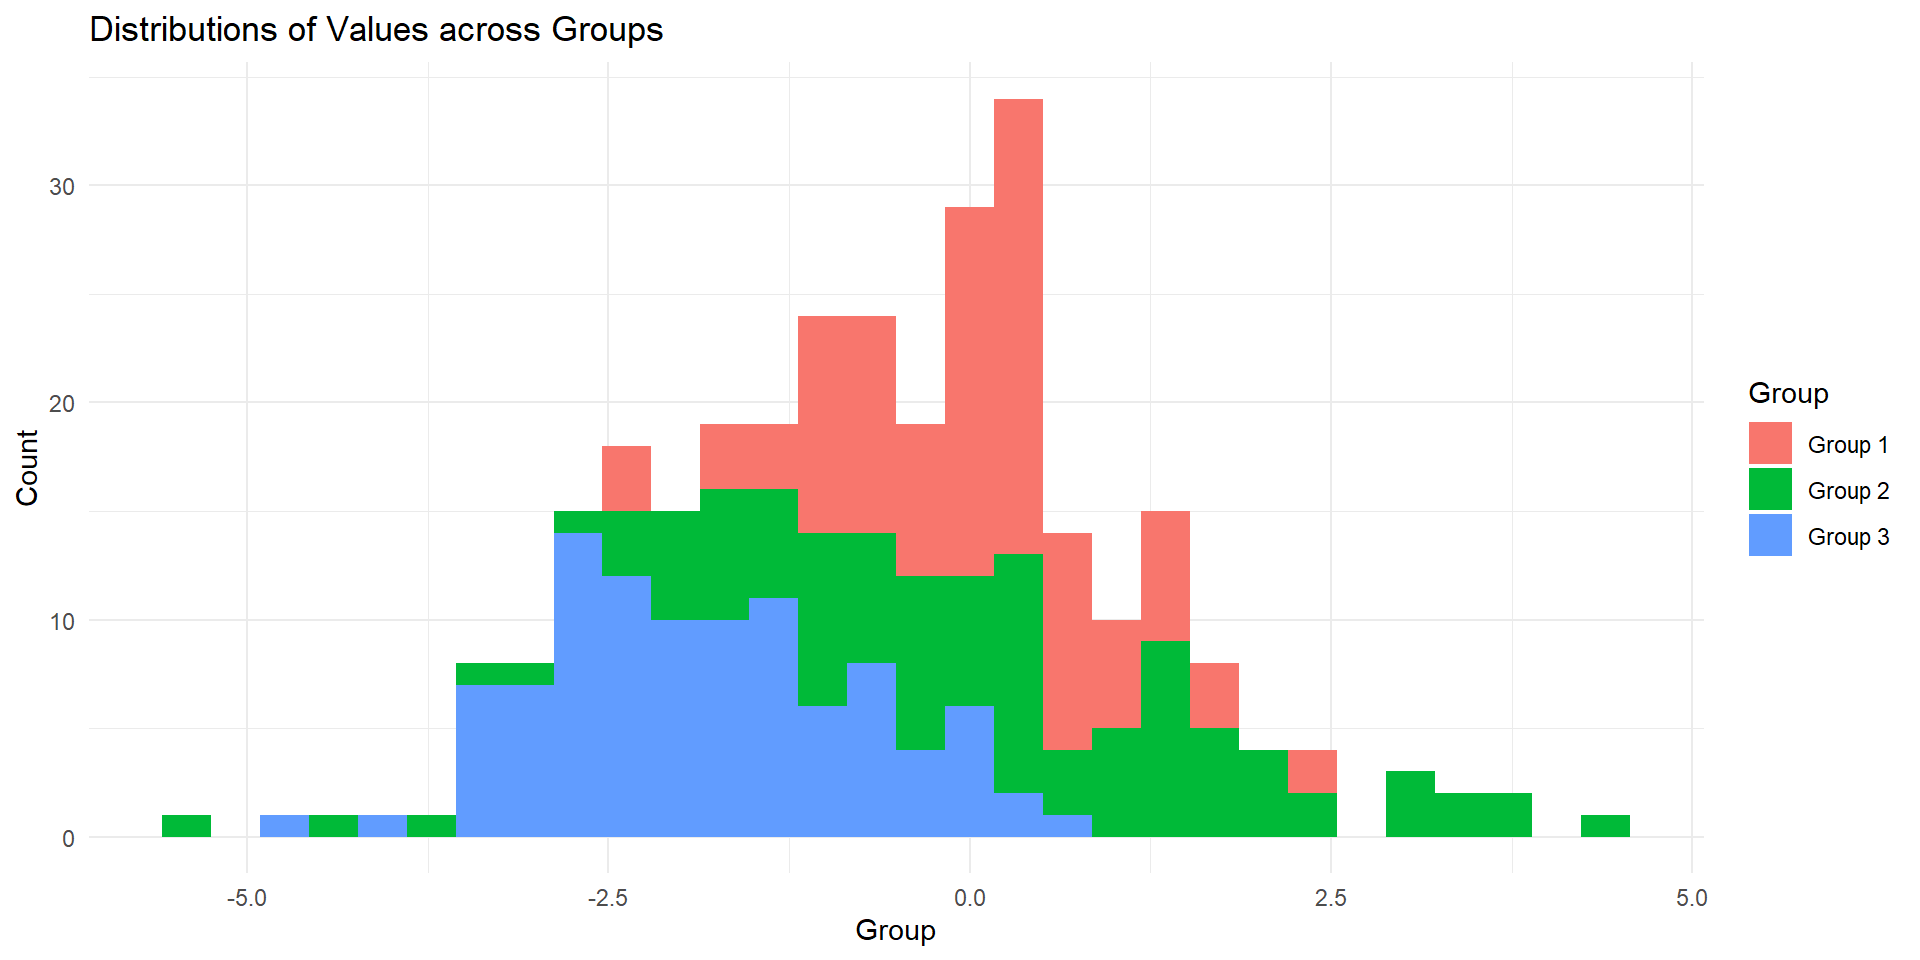 Distributions of Values across Groups
Count
30
20
10
0
-5.0 -2.5 0.0 2.5 5.0
Group
Group
Group 1
Group 2
Group 3